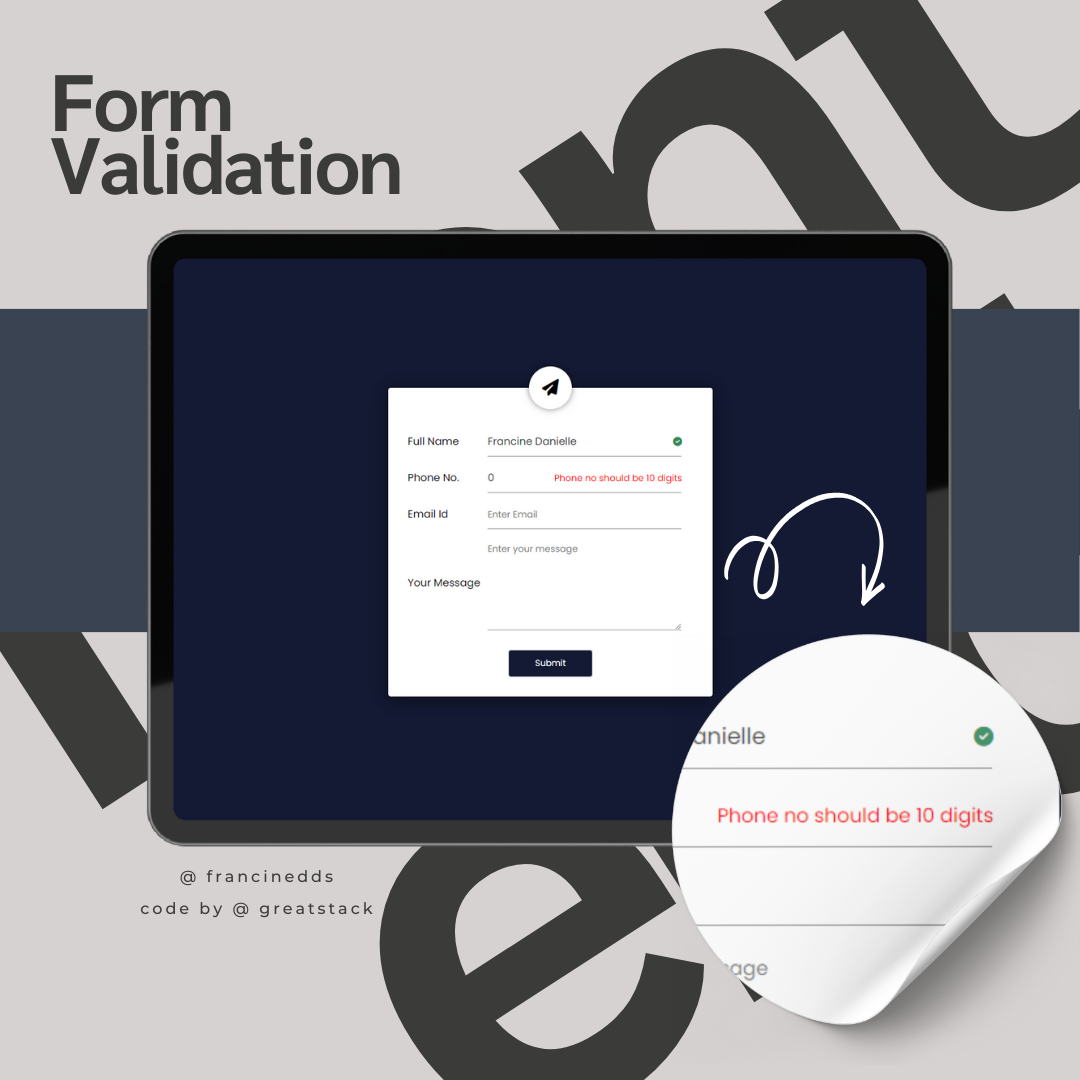 Form
Validation
Full Name
Francine Danielle
Phone No.
0
Phone no should be 10 digits
Email Id
Enter Email
Enter your message
Your Message
Submit
anielle
Phone no should be 10 digits
sage
@ francinedds
code by @ greatstack